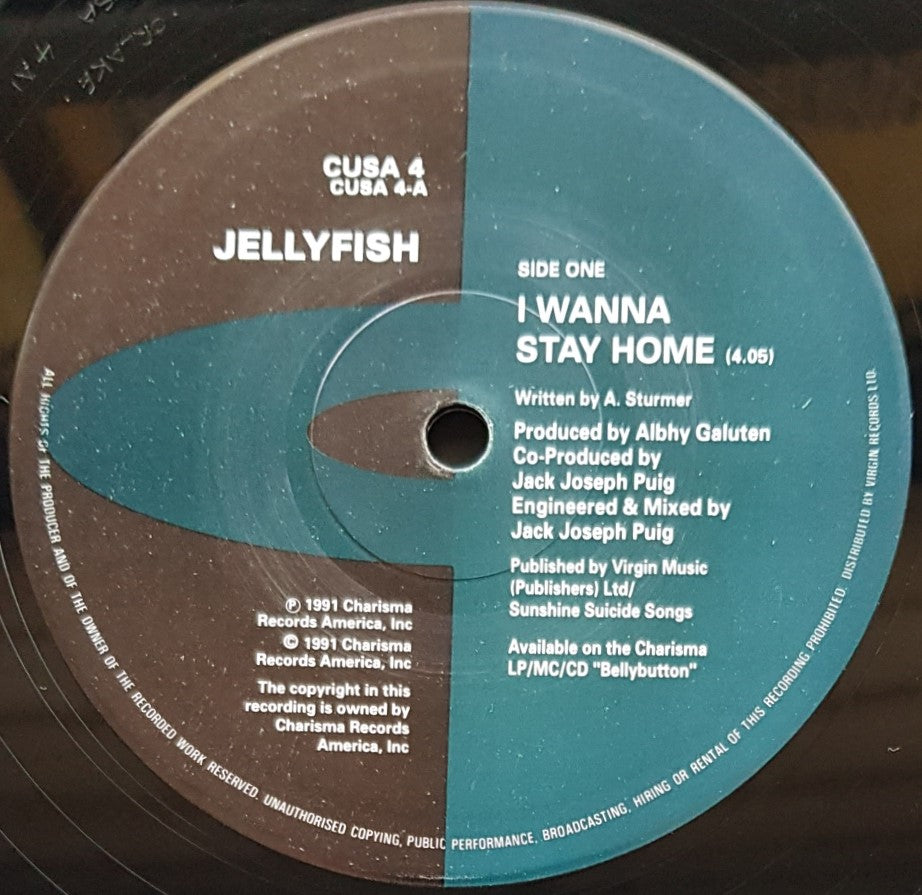 CUSA 4
CUSA 4-A
JELLYFISH
SIDE ONE
I WANNA
STAY HOME (4.05)
Written by A. Sturmer
Produced by Albhy Galuten
Co-Produced by
Jack Joseph Puig
Engineered & Mixed by
Jack Joseph Puig
Published by Virgin Music
(Publishers) Ltd/
Sunshine Suicide Songs
Available on the Charisma
LP/MC/CD "Bellybutton"
℗ 1991 Charisma
Records America, Inc
© 1991 Charisma
Records America, Inc
The copyright in this
recording is owned by
Charisma Records
America, Inc
ALL RIGHTS OF THE PRODUCER AND OF THE OWNER OF THE RECORDED WORK RESERVED. UNAUTHORISED COPYING, PUBLIC PERFORMANCE, BROADCASTING, HIRING OR RENTAL OF THIS RECORDING PROHIBITED. DISTRIBUTED BY VIRGIN RECORDS LTD.